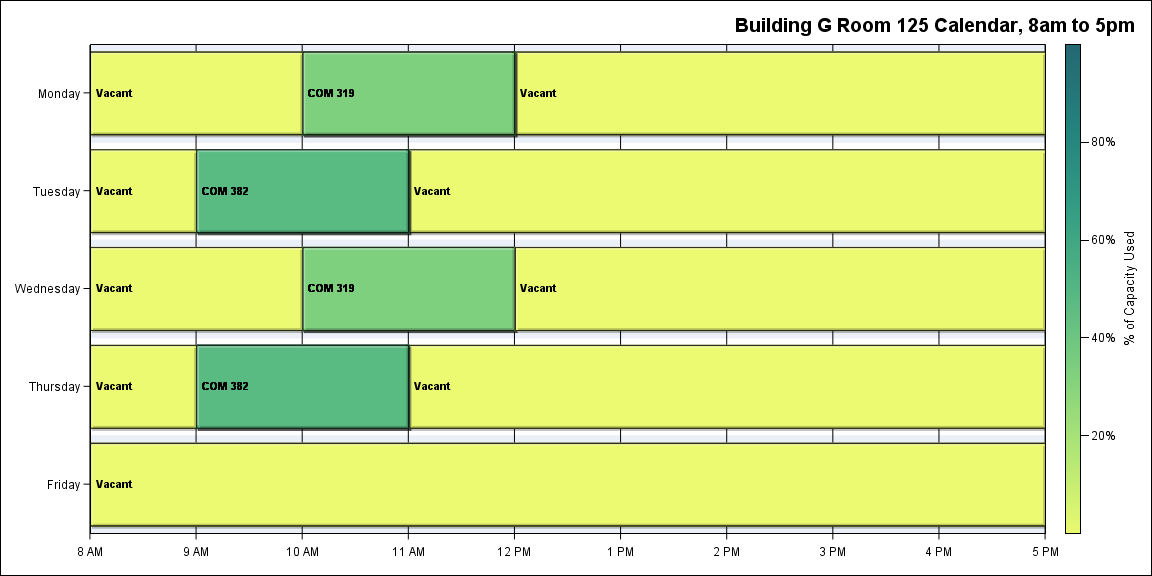 Building G Room 125 Calendar, 8am to 5pm
Monday Vacant COM 319 Vacant
Tuesday Vacant COM 382 Vacant
Wednesday Vacant COM 319 Vacant
Thursday Vacant COM 382 Vacant
Friday Vacant
8 AM 9 AM 10 AM 11 AM 12 PM 1 PM 2 PM 3 PM 4 PM 5 PM
80%
60%
40%
20%
% of Capacity Used